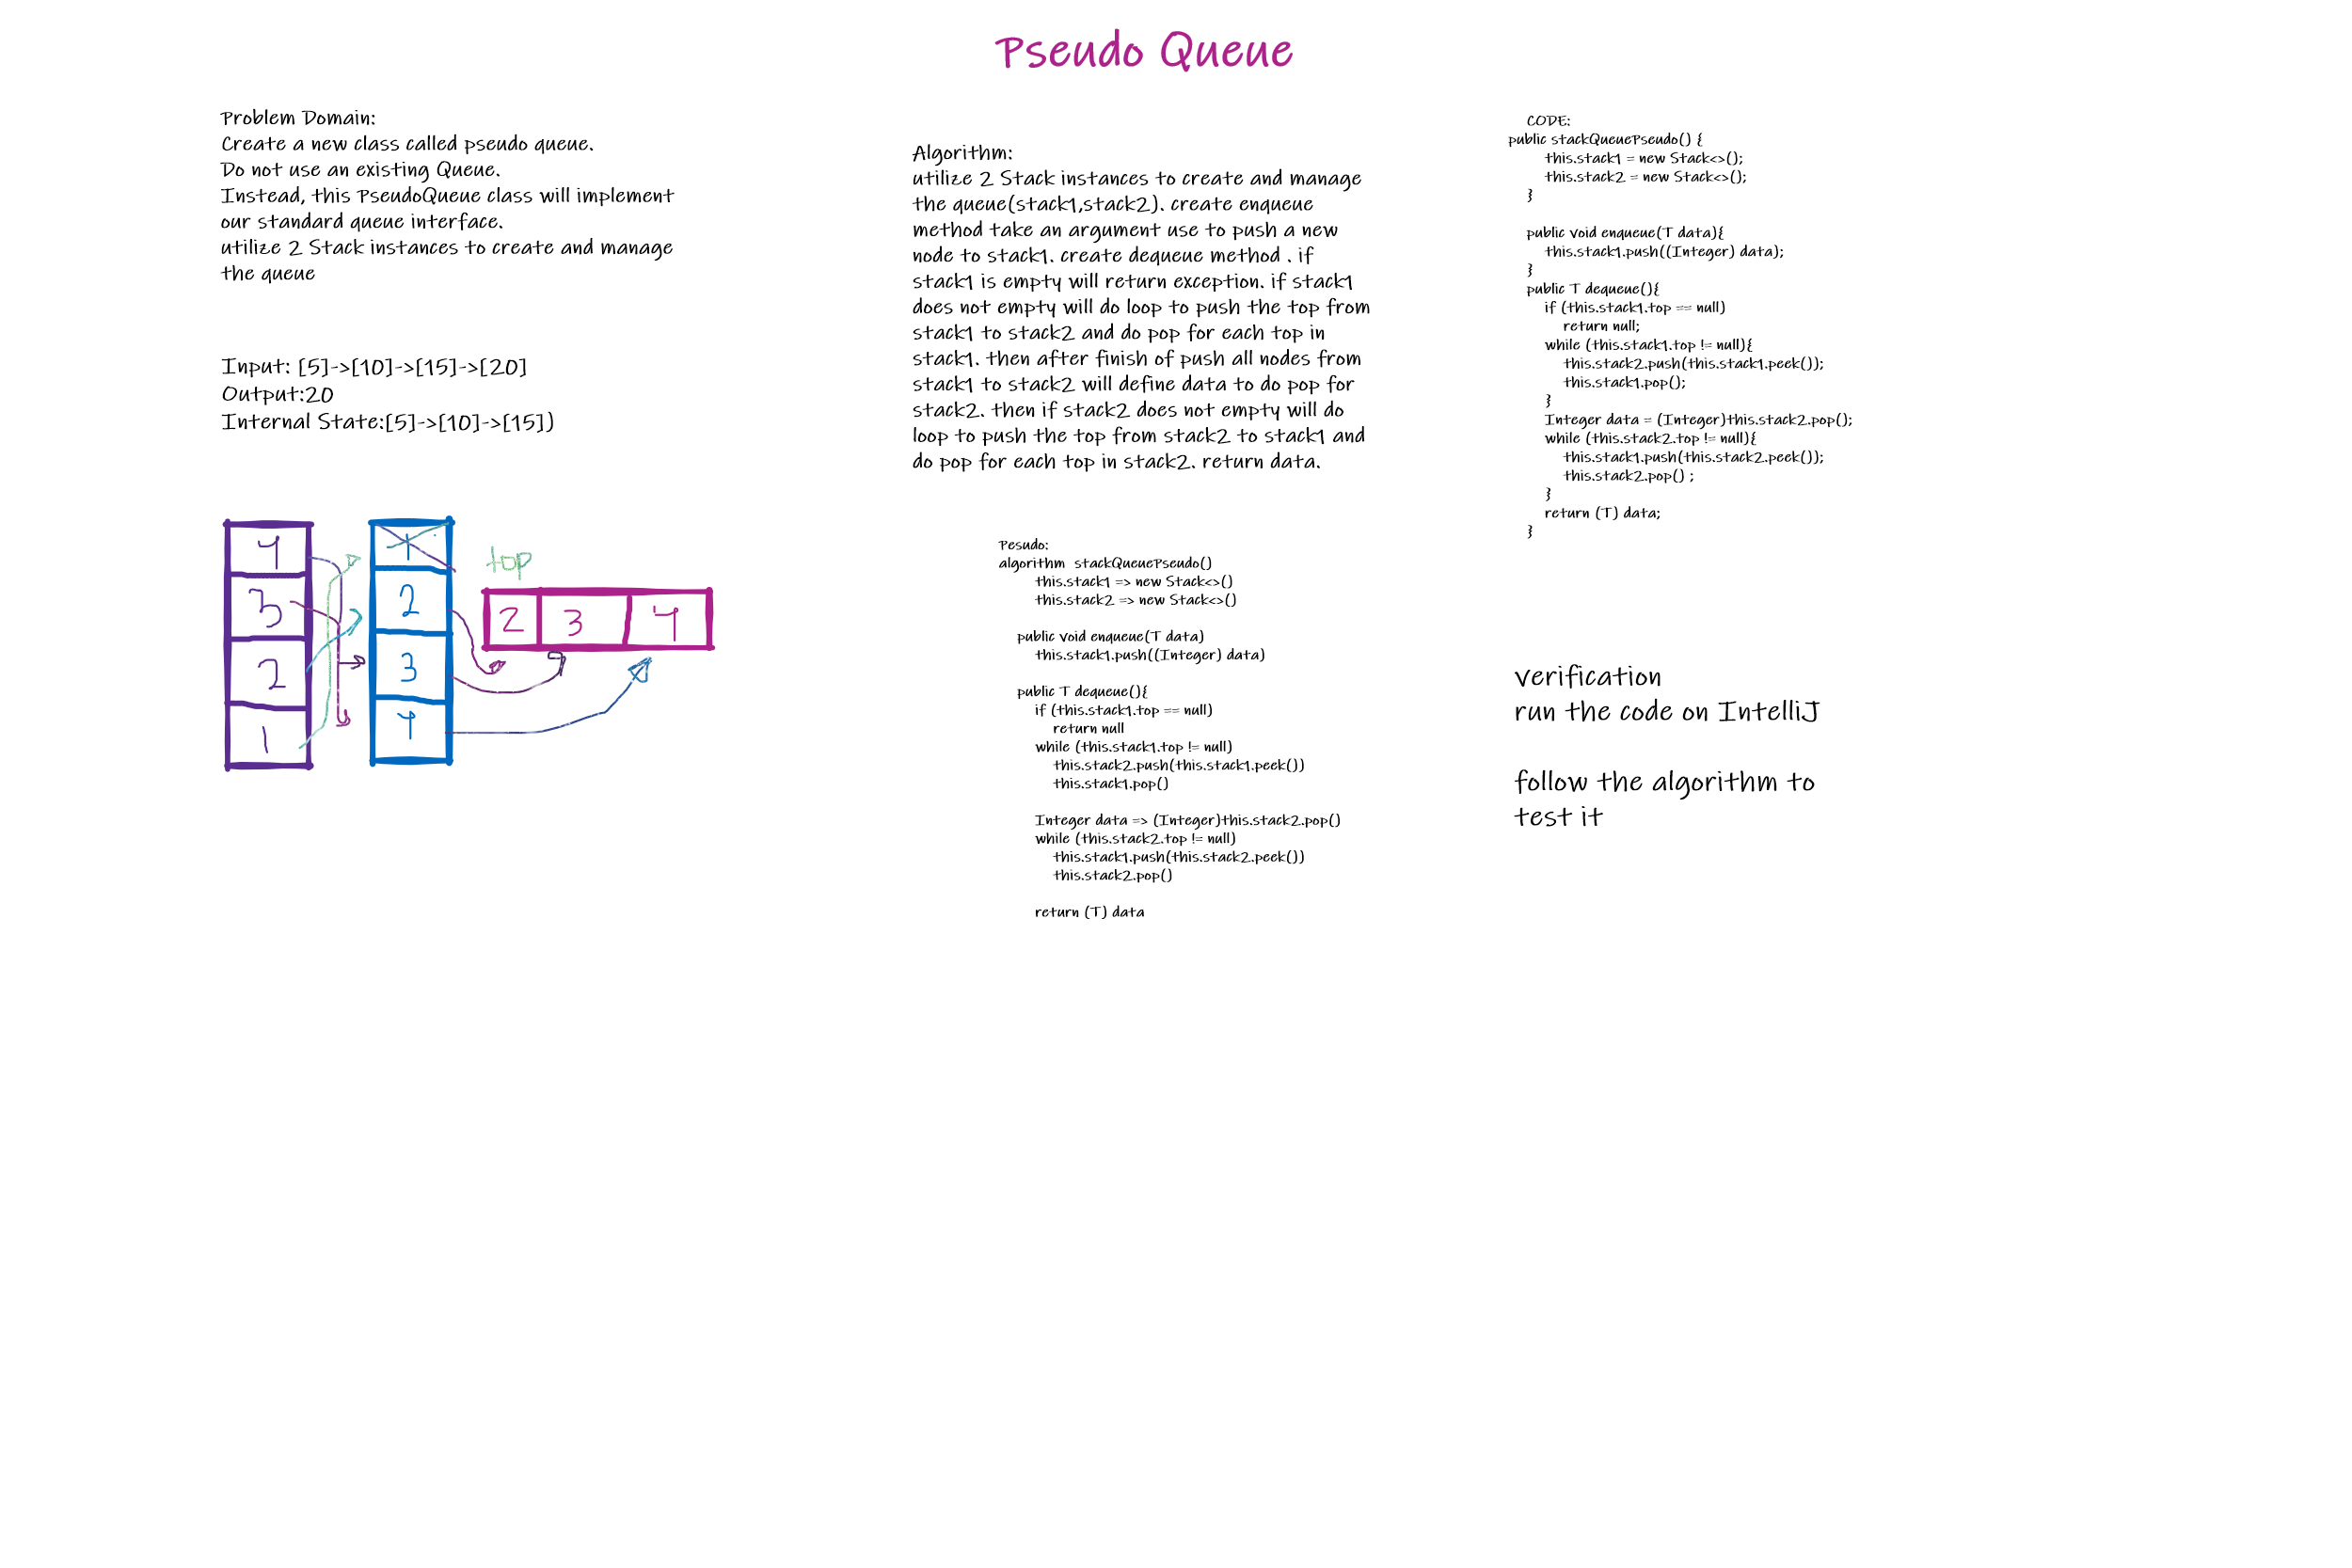 Pseudo Queue
Problem Domain:
Create a new class called pseudo queue.
Do not use an existing Queue.
Instead, this PseudoQueue class will implement
our standard queue interface.
utilize 2 Stack instances to create and manage
the queue
Input: [5]->[10]->[15]->[20]
Output:20
Internal State:[5]->[10]->[15])
4
3
2
1
1
2
3
4
top
2 3 4
Algorithm:
utilize 2 Stack instances to create and manage
the queue(stack1,stack2). create enqueue
method take an argument use to push a new
node to stack1. create dequeue method . if
stack1 is empty will return exception. if stack1
does not empty will do loop to push the top from
stack1 to stack2 and do pop for each top in
stack1. then after finish of push all nodes from
stack1 to stack2 will define data to do pop for
stack2. then if stack2 does not empty will do
loop to push the top from stack2 to stack1 and
do pop for each top in stack2. return data.
Pesudo:
algorithm stackQueuePseudo()
this.stack1 => new Stack<>()
this.stack2 => new Stack<>()
public void enqueue(T data)
this.stack1.push((Integer) data)
public T dequeue(){
if (this.stack1.top == null)
return null
while (this.stack1.top != null)
this.stack2.push(this.stack1.peek())
this.stack1.pop()
Integer data => (Integer)this.stack2.pop()
while (this.stack2.top != null)
this.stack1.push(this.stack2.peek())
this.stack2.pop()
return (T) data
CODE:
public stackQueuePseudo() {
this.stack1 = new Stack<>();
this.stack2 = new Stack<>();
}
public void enqueue(T data){
this.stack1.push((Integer) data);
}
public T dequeue(){
if (this.stack1.top == null)
return null;
while (this.stack1.top != null){
this.stack2.push(this.stack1.peek());
this.stack1.pop();
}
Integer data = (Integer)this.stack2.pop();
while (this.stack2.top != null){
this.stack1.push(this.stack2.peek());
this.stack2.pop() ;
}
return (T) data;
}
verification
run the code on IntelliJ
follow the algorithm to
test it